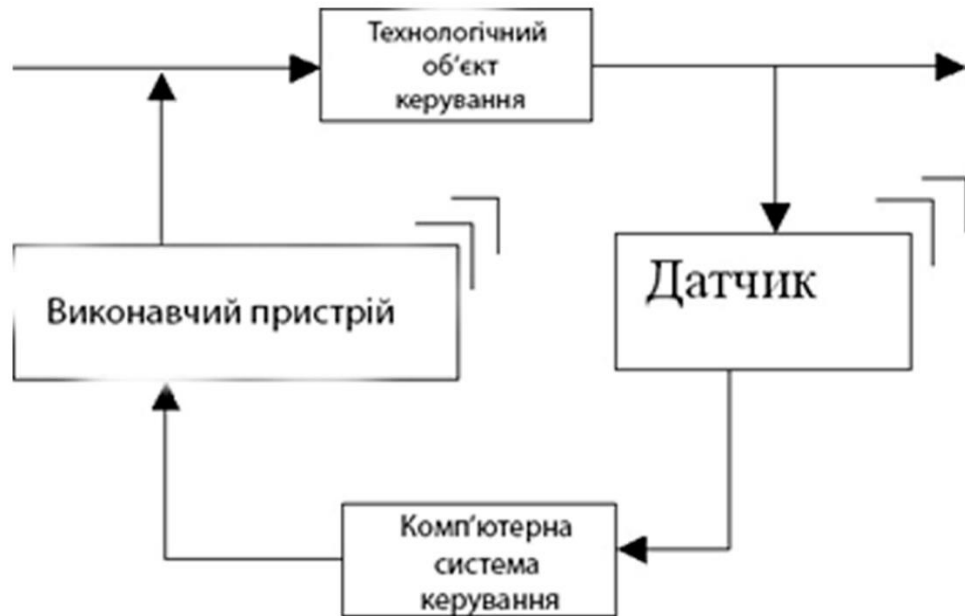 Технологічний
об'єкт
керування
Виконавчий пристрій
Датчик
Комп'ютерна
система
керування